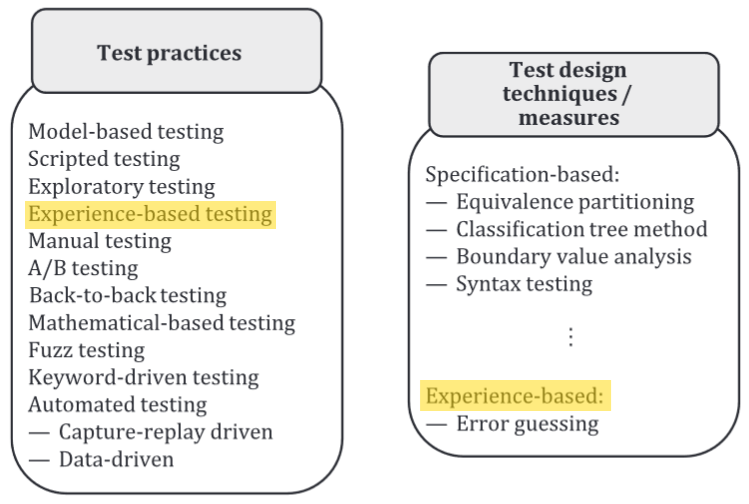 Test practices
Model-based testing
Scripted testing
Exploratory testing
Experience-based testing
Manual testing
A/B testing
Back-to-back testing
Mathematical-based testing
Fuzz testing
Keyword-driven testing
Automated testing
— Capture-replay driven
— Data-driven
Test design
techniques /
measures
Specification-based:
— Equivalence partitioning
— Classification tree method
— Boundary value analysis
— Syntax testing
⋮
Experience-based:
— Error guessing